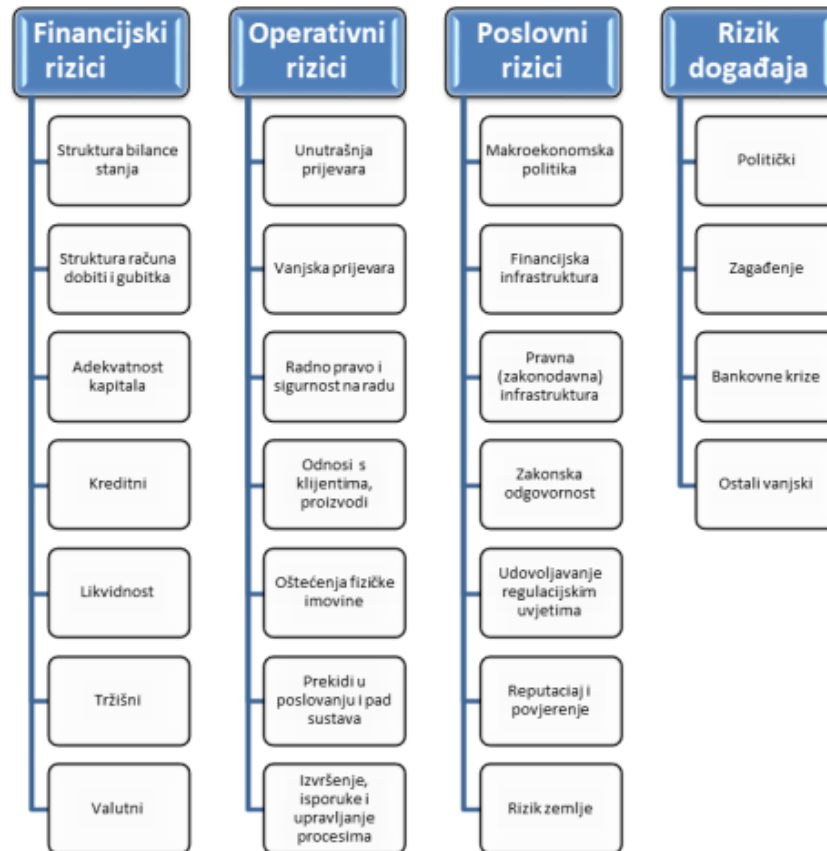 Financijski
rizici
Struktura bilance
stanja
Struktura računa
dobiti i gubitka
Adekvatnost
kapitala
Kreditni
Likvidnost
Tržišni
Valutni
Operativni
rizici
Unutrašnja
prijevara
Vanjska prijevara
Radno pravo i
sigurnost na radu
Odnosi s
klijentima,
proizvodi
Oštećenja fizičke
imovine
Prekidi u
poslovanju i pad
sustava
Izvršenje,
isporuke i
upravljanje
procesima
Poslovni
rizici
Makroekonomska
politika
Financijska
infrastruktura
Pravna
(zakonodavna)
infrastruktura
Zakonska
odgovornost
Udovoljavanje
regulacijskim
uvjetima
Reputaciaj i
povjerenje
Rizik zemlje
Rizik
događaja
Politički
Zagađenje
Bankovne krize
Ostali vanjski